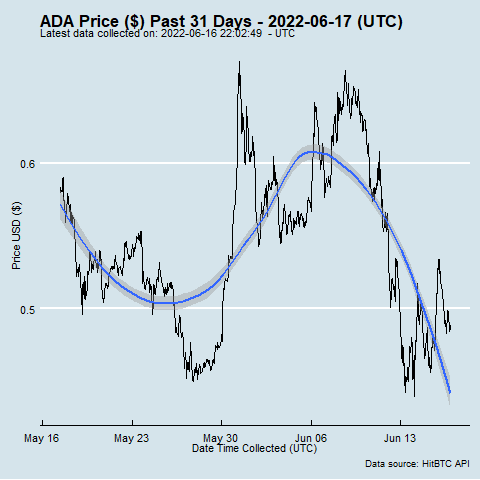 ADA Price ($) Past 31 Days - 2022-06-17 (UTC)
Latest data collected on: 2022-06-16 22:02:49 - UTC
0.6
Price USD ($)
0.5
May 16 May 23 May 30 Jun 06 Jun 13
Date Time Collected (UTC)
Data source: HitBTC API